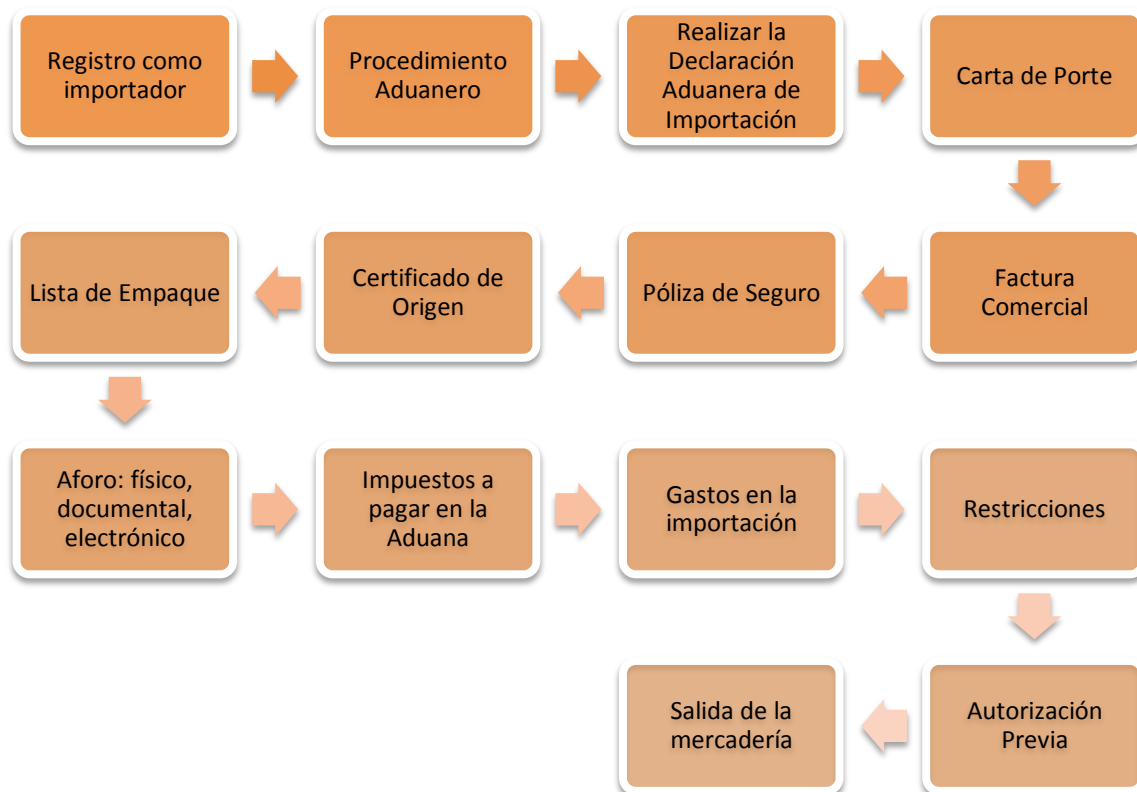 Registro como
importador
Procedimiento
Aduanero
Realizar la
Declaración
Aduanera de
Importación
Carta de Porte
Factura
Comercial
Póliza de Seguro
Certificado de
Origen
Lista de Empaque
Aforo: físico,
documental,
electrónico
Impuestos a
pagar en la
Aduana
Gastos en la
importación
Restricciones
Autorización
Previa
Salida de la
mercadería